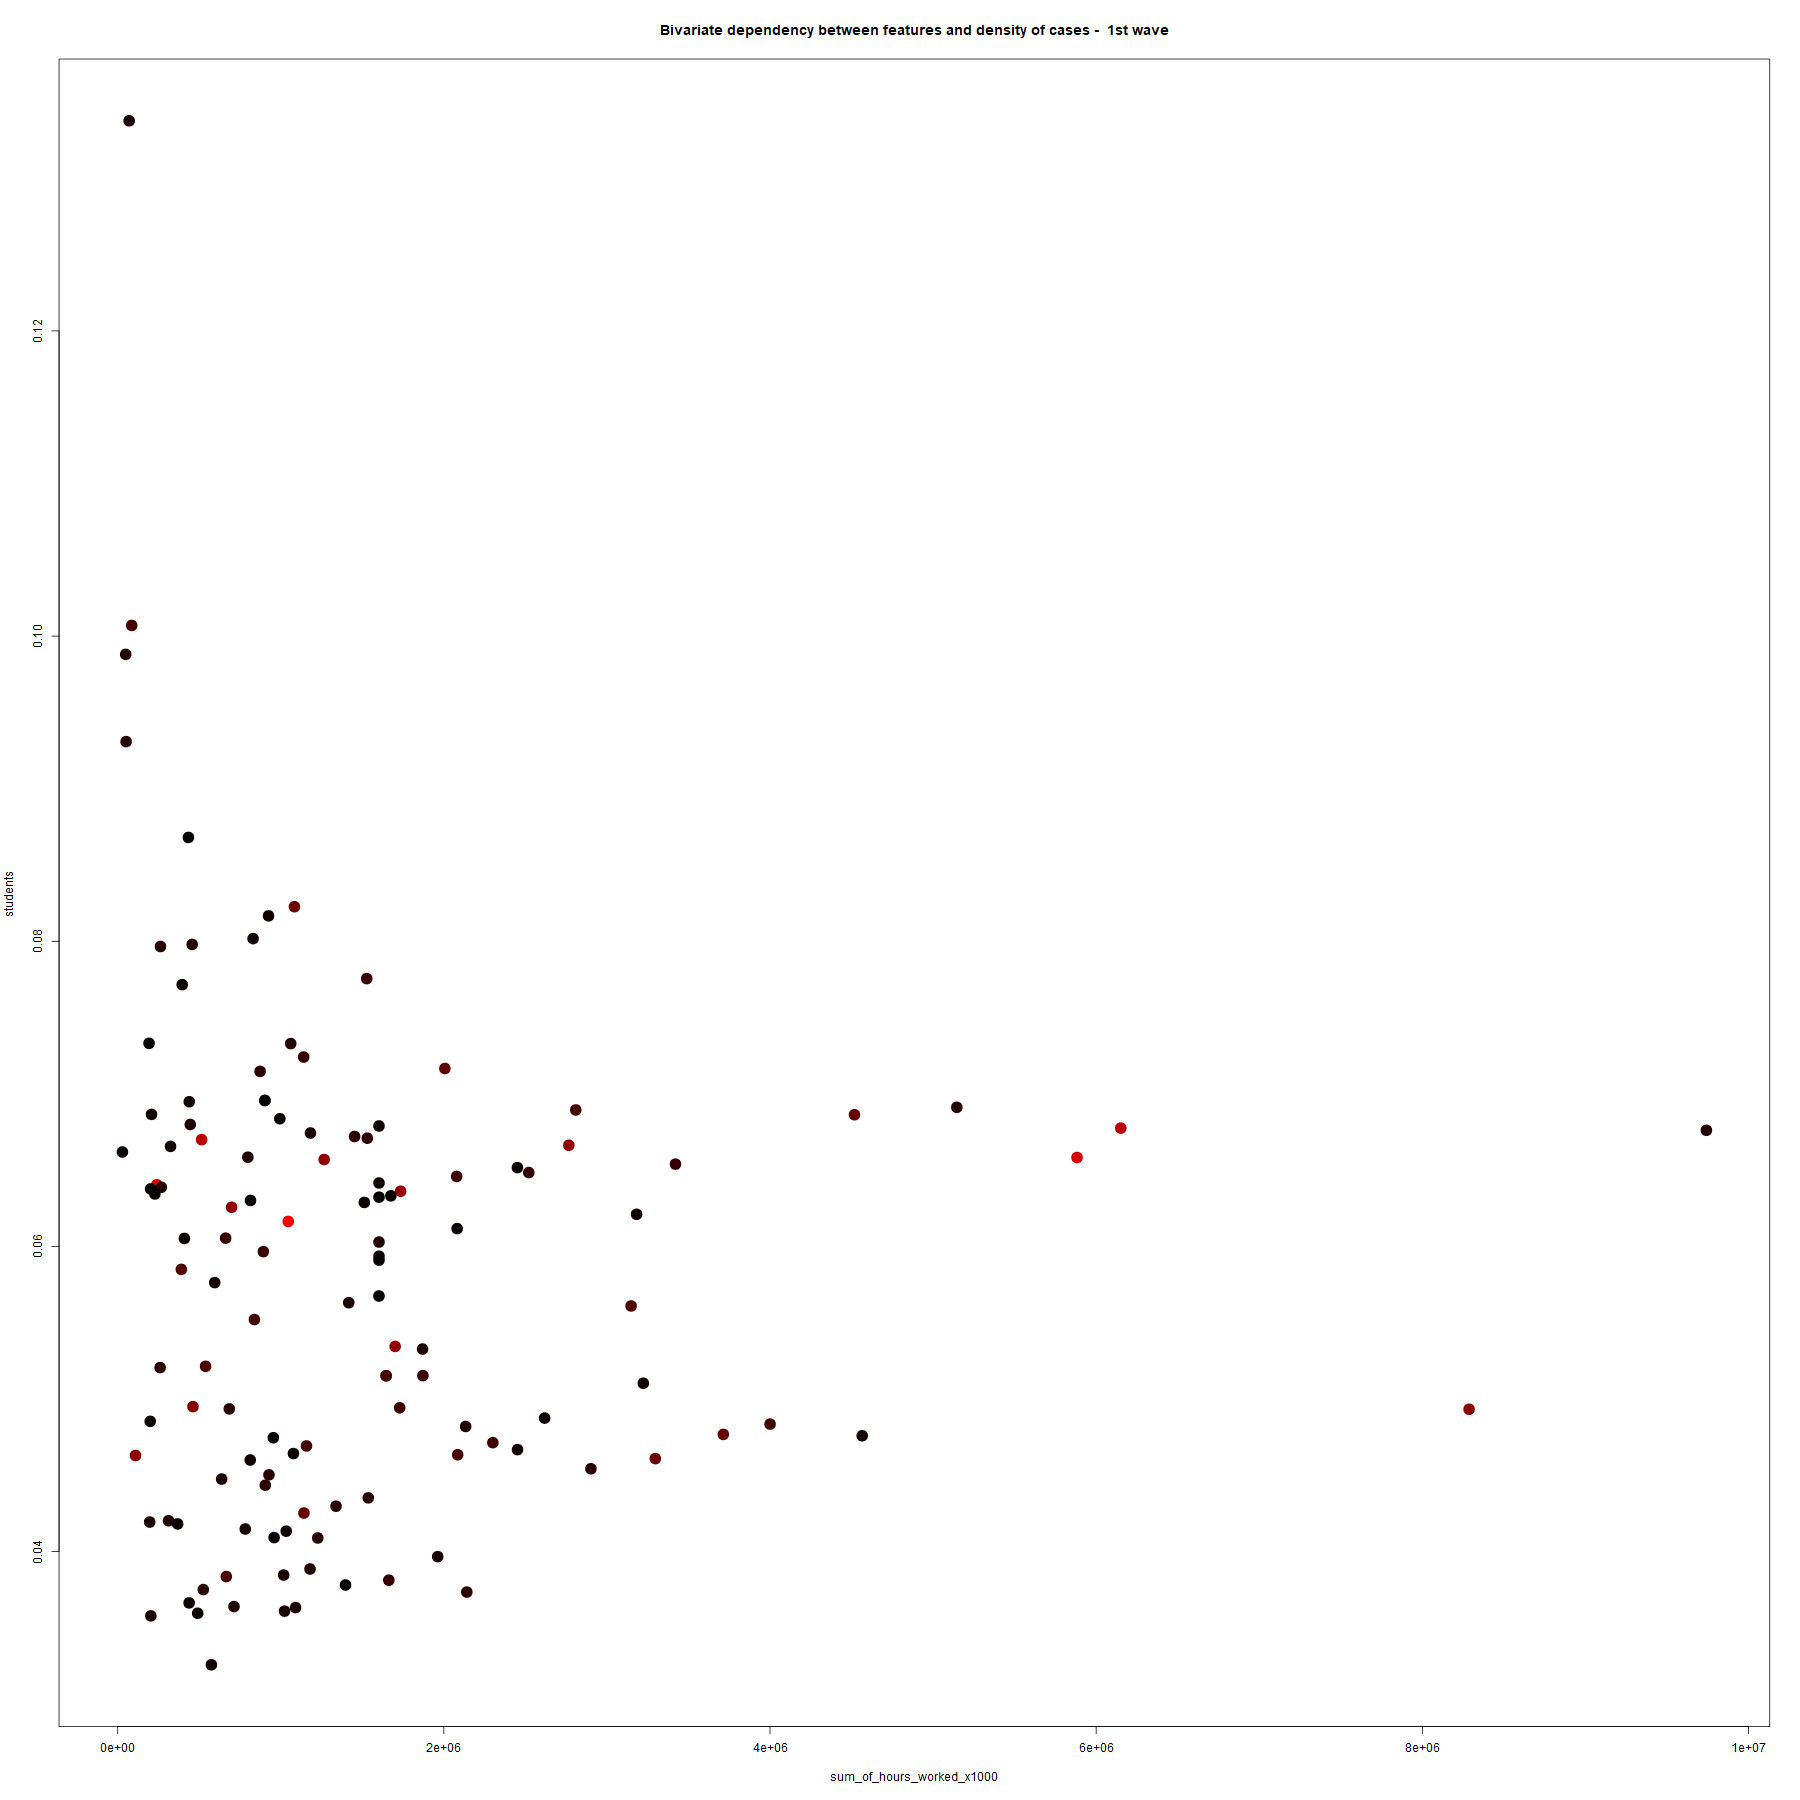 Bivariate dependency between features and density of cases -  1st wave
0.12
0.10
0.08
0.06
0.04
students
0e+00 2e+06 4e+06 6e+06 8e+06 1e+07
sum_of_hours_worked_x1000